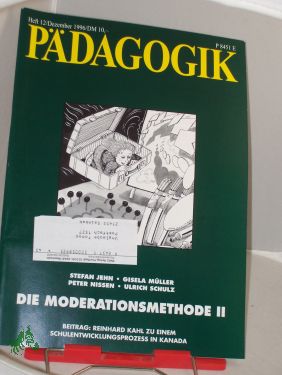 Heft 12/Dezember 1996/DM 10,-
P 8451 E
PÄDAGOGIK
STEFAN JEHN · GISELA MÜLLER
PETER NISSEN · ULRICH SCHULZ
DIE MODERATIONSMETHODE II
BEITRAG: REINHARD KAHL ZU EINEM
SCHULENTWICKLUNGSPROZESS IN KANADA